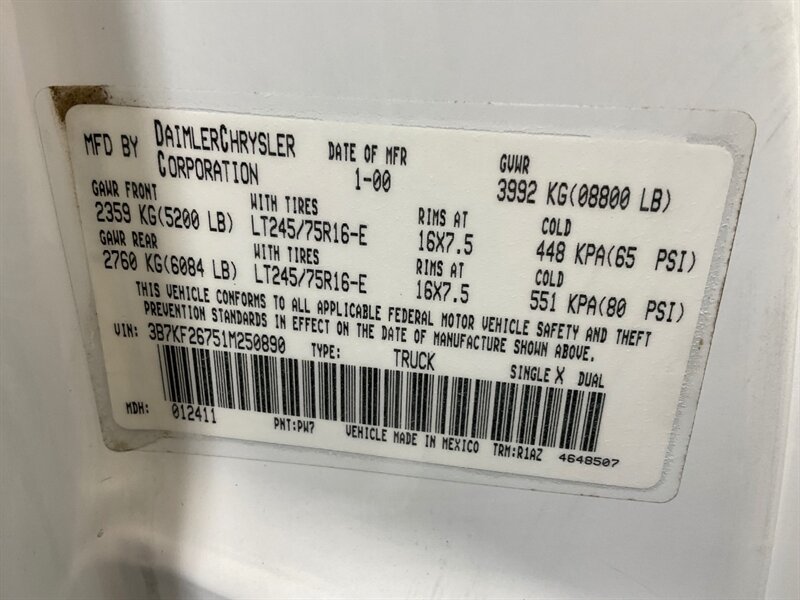 MFD BY DAIMLERCHRYSLER CORPORATION DATE OF MFR 1-00 GVWR 3992 KG(08800 LB)
GAWR FRONT WITH TIRES RIMS AT COLD
2359 KG(5200 LB) LT245/75R16-E 16X7.5 448 KPA(65 PSI)
GAWR REAR WITH TIRES RIMS AT COLD
2760 KG(6084 LB) LT245/75R16-E 16X7.5 551 KPA(80 PSI)
THIS VEHICLE CONFORMS TO ALL APPLICABLE FEDERAL MOTOR VEHICLE SAFETY AND THEFT
PREVENTION STANDARDS IN EFFECT ON THE DATE OF MANUFACTURE SHOWN ABOVE.
VIN: 3B7KF26751M250890 TYPE: TRUCK SINGLE X DUAL
MDH: 012411 PNT:PW7 VEHICLE MADE IN MEXICO TRM:R1AZ 4648507